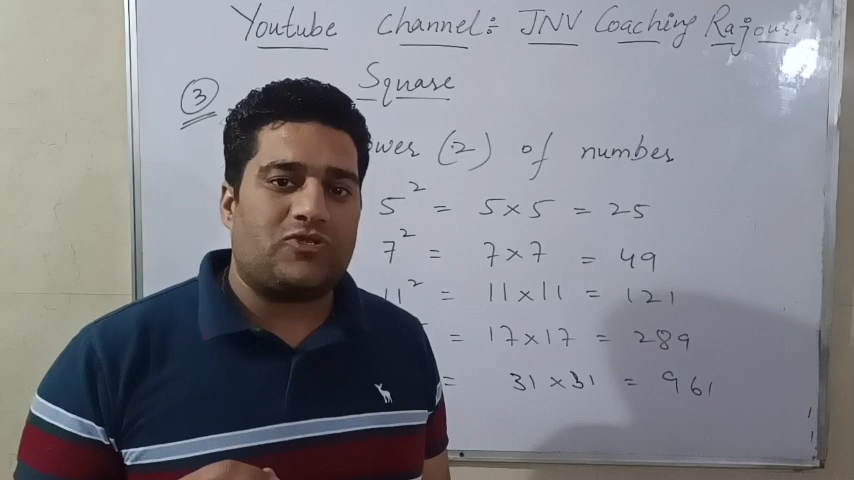 Youtube channel:- JNV Coaching Rajouri
③ Square
ower (2) of number
5² = 5×5 = 25
7² = 7×7 = 49
11² = 11×11 = 121
= 17×17 = 289
= 31×31 = 961